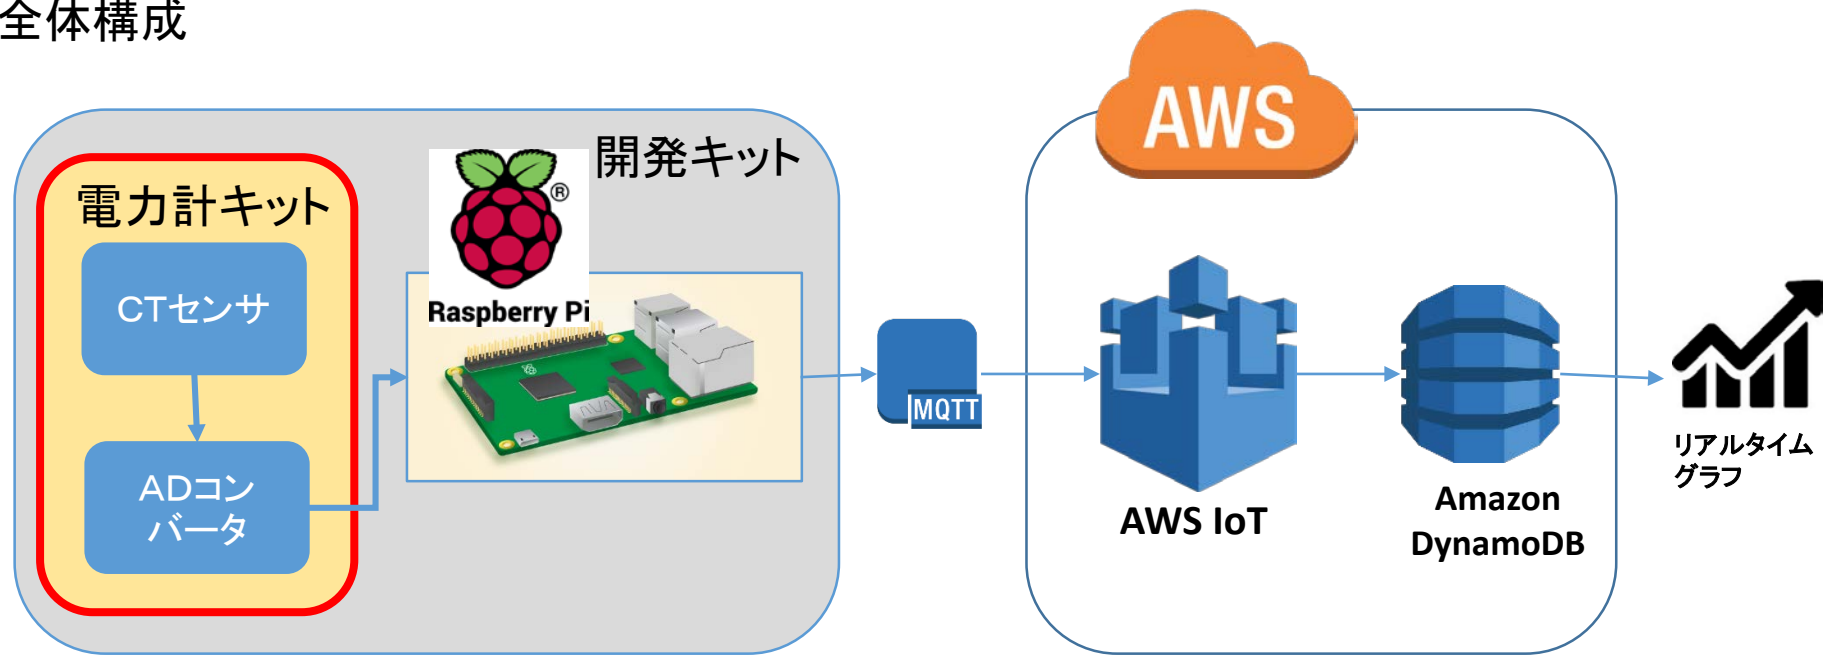 全体構成
AWS
開発キット
電力計キット
®
Raspberry Pi
CTセンサ
MQTT
リアルタイム
グラフ
ADコン
バータ
AWS IoT
Amazon
DynamoDB